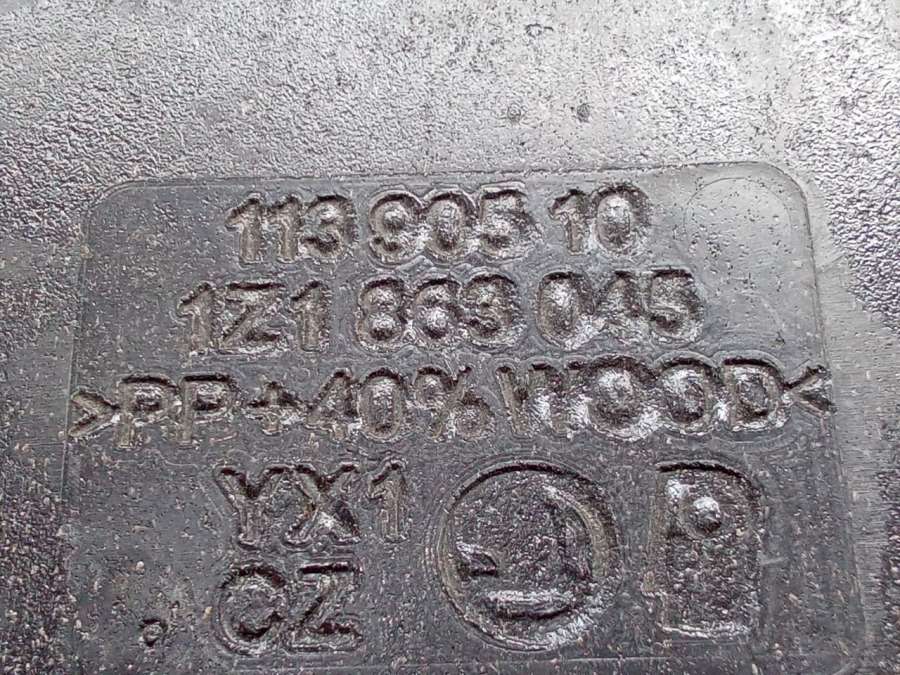 113 905 10
1Z1 863 045
>PP+40%WOOD<
YX1
CZ